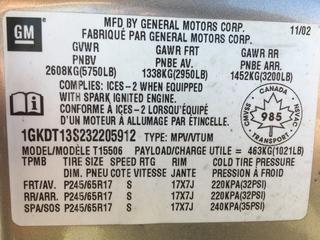 GM
MFD BY GENERAL MOTORS CORP. 11/02
FABRIQUÉ PAR GENERAL MOTORS CORP.
GVWR GAWR FRT GAWR RR
PNBV PNBE AV. PNBE ARR.
2608KG(5750LB) 1338KG(2950LB) 1452KG(3200LB)
COMPLIES: ICES-2 WHEN EQUIPPED
WITH SPARK IGNITED ENGINE.
CONFORME À ICES-2 LORSQU'ÉQUIPÉ
D'UN MOTEUR À ALLUMAGE PAR ÉTINCELLE
CANADA
985
TRANSPORT
CMVSS
NSVAC
1GKDT13S232205912 TYPE: MPV/VTUM
MODEL/MODÈLE T15506 PAYLOAD/CHARGE UTILE = 463KG(1021LB)
TPMB TIRE SIZE SPEED RTG RIM COLD TIRE PRESSURE
DIM. PNEU COTE VITESSE JANTE PRESSION PNEUS À FROID
FRT/AV. P245/65R17 S 17X7J 220KPA(32PSI)
RR/ARR. P245/65R17 S 17X7J 220KPA(32PSI)
SPA/SOS P245/65R17 S 17X7J 240KPA(35PSI)